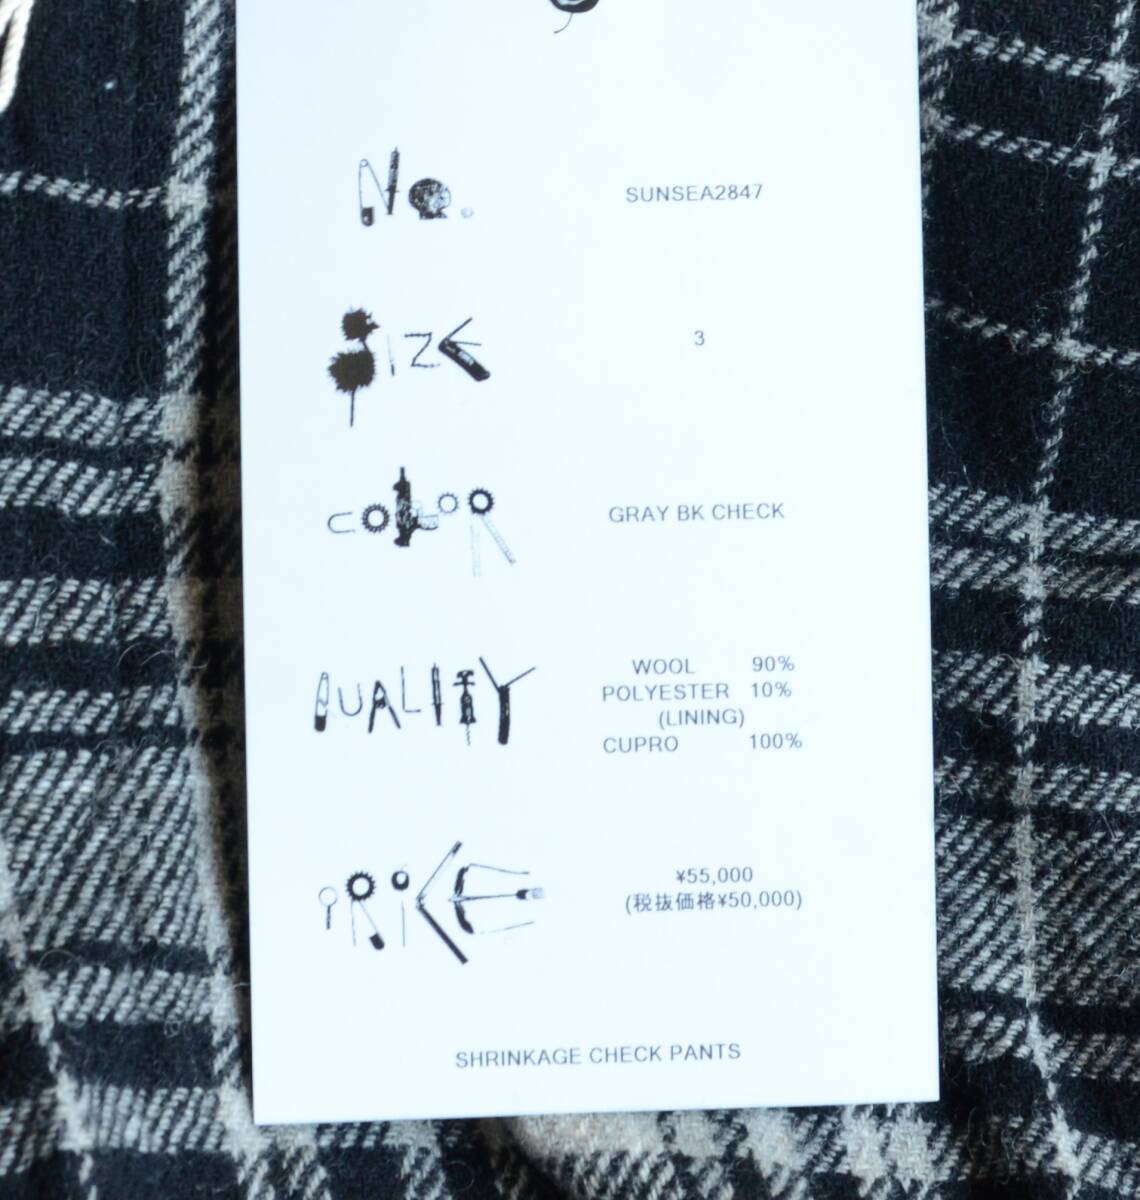 No. SUNSEA2847
SIZE 3
COLOR GRAY BK CHECK
QUALITY WOOL 90%
POLYESTER 10%
(LINING)
CUPRO 100%
PRICE ¥55,000
(税抜価格¥50,000)
SHRINKAGE CHECK PANTS